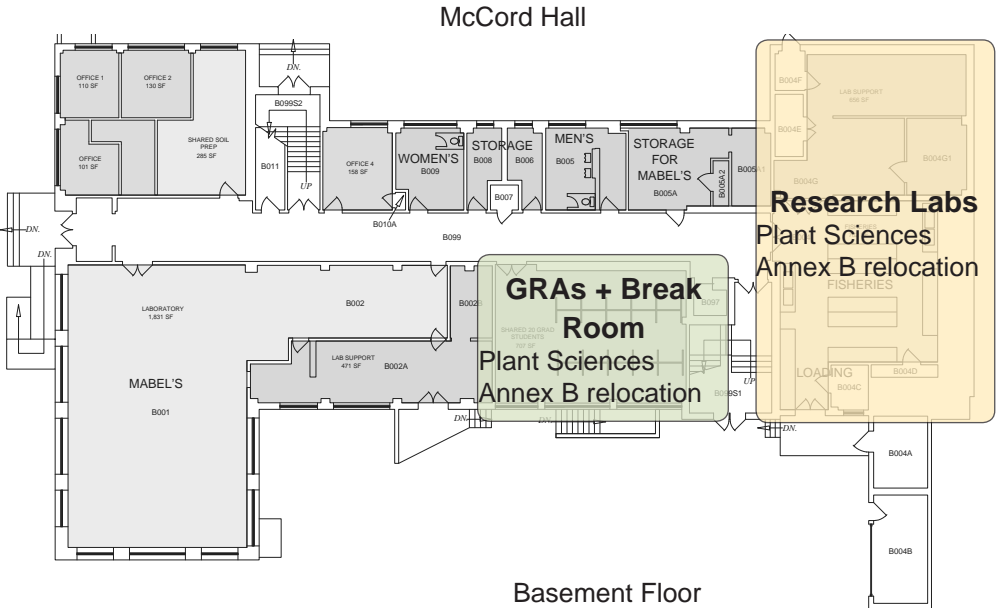 McCord Hall
OFFICE 1
110 SF
OFFICE 2
130 SF
OFFICE
101 SF
SHARED SOIL
PREP
285 SF
DN.
B099S2
B011
UP
OFFICE 4
158 SF
B010A
WOMEN'S
B009
STORAGE
B008
B006
B007
MEN'S
B005
STORAGE
FOR
MABEL'S
B005A
B005A2
B005A1
B004F
B004E
LAB SUPPORT
B004G1
B004G
Research Labs
Plant Sciences
Annex B relocation
FISHERIES
FISHERIES
LOADING
B004C
B004D
DN.
DN.
B099
LABORATORY
1,831 SF
MABEL'S
B001
B002
LAB SUPPORT
471 SF
B002A
GRAs + Break
Room
Plant Sciences
Annex B relocation
SHARED 20 GRAD
STUDENTS
707 SF
B097
UP
B099S1
DN.
DN.
DN.
B004A
B004B
Basement Floor